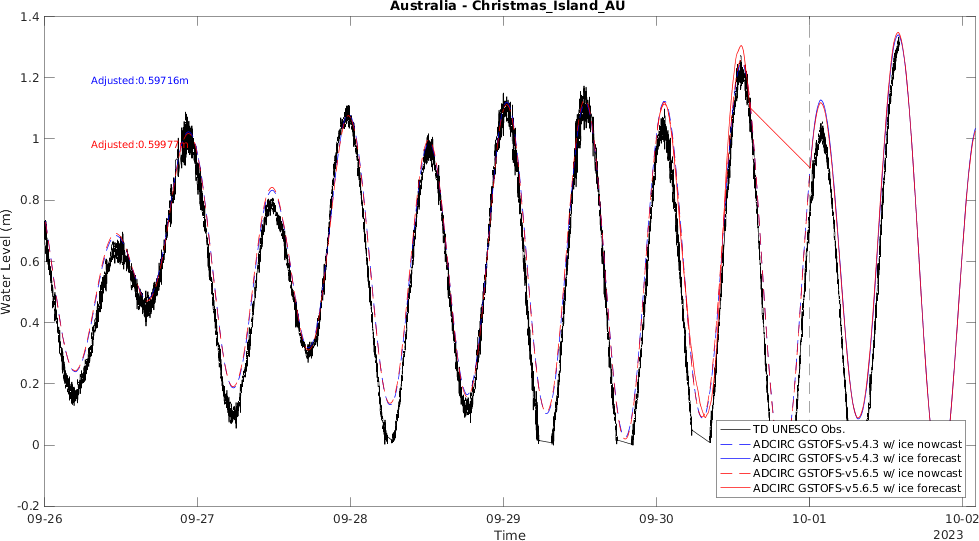 Australia - Christmas_Island_AU
1.4
1.2
1
0.8
0.6
0.4
0.2
0
-0.2
Water Level (m)
Adjusted:0.59716m
Adjusted:0.59977
TD UNESCO Obs.
ADCIRC GSTOFS-v5.4.3 w/ ice nowcast
ADCIRC GSTOFS-v5.4.3 w/ ice forecast
ADCIRC GSTOFS-v5.6.5 w/ ice nowcast
ADCIRC GSTOFS-v5.6.5 w/ ice forecast
09-26
09-27
09-28
09-29
09-30
10-01
10-02
Time
2023